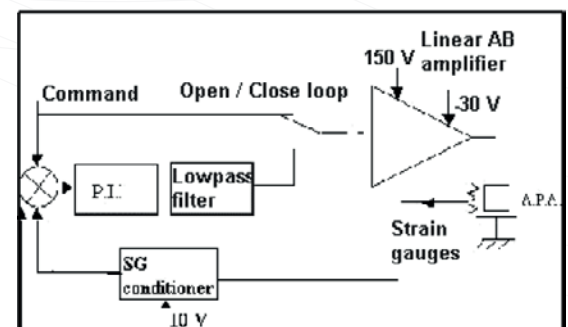 Linear AB
amplifier
150 V
-30 V
Command
Open / Close loop
P.I.
Lowpass
filter
A.P.A.
Strain
gauges
SG
conditioner
10 V